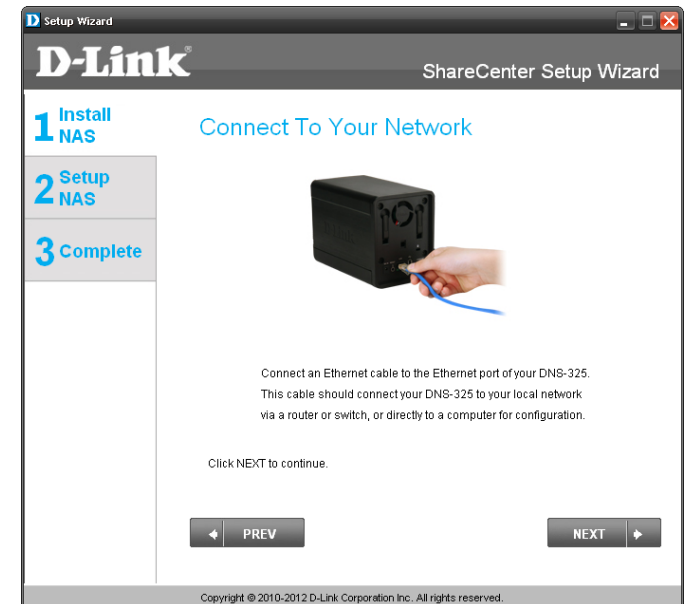 Setup Wizard
D-Link®
ShareCenter Setup Wizard
1 Install
NAS
2 Setup
NAS
3 Complete
Connect To Your Network
Connect an Ethernet cable to the Ethernet port of your DNS-325.
This cable should connect your DNS-325 to your local network
via a router or switch, or directly to a computer for configuration.
Click NEXT to continue.
PREV
NEXT
Copyright © 2010-2012 D-Link Corporation Inc. All rights reserved.